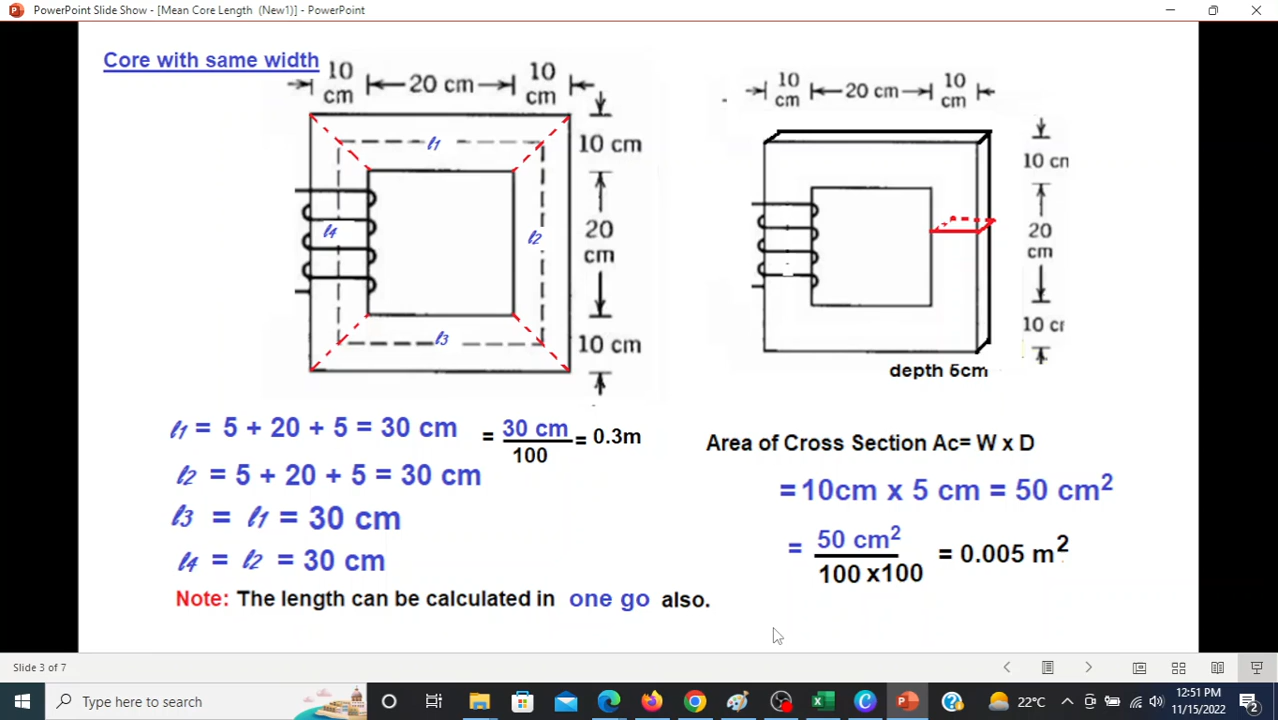 PowerPoint Slide Show - [Mean Core Length (New1)] - PowerPoint
Core with same width
10 cm
20 cm
10 cm
10 cm
20 cm
10 cm
ℓ1
ℓ2
ℓ3
ℓ4
10 cm
20 cm
10 cm
10 cm
20 cm
10 cr
depth 5cm
ℓ1 = 5 + 20 + 5 = 30 cm = 30 cm/100 = 0.3m
ℓ2 = 5 + 20 + 5 = 30 cm
ℓ3 = ℓ1 = 30 cm
ℓ4 = ℓ2 = 30 cm
Note: The length can be calculated in one go also.
Area of Cross Section Ac= W x D
= 10cm x 5 cm = 50 cm²
= 50 cm²/100 x100 = 0.005 m²
Slide 3 of 7
Type here to search
22°C
12:51 PM
11/15/2022
2